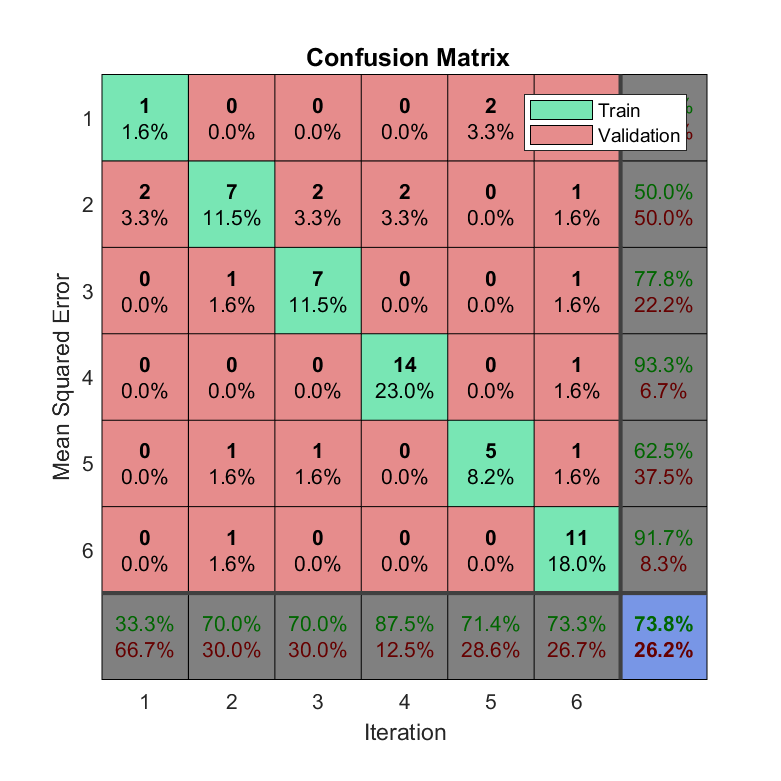 Confusion Matrix
1 0 0 0 2
1.6% 0.0% 0.0% 0.0% 3.3%
Train
Validation
1
2 7 2 2 0 1 50.0%
3.3% 11.5% 3.3% 3.3% 0.0% 1.6% 50.0%
2
0 1 7 0 0 1 77.8%
0.0% 1.6% 11.5% 0.0% 0.0% 1.6% 22.2%
3
0 0 0 14 0 1 93.3%
0.0% 0.0% 0.0% 23.0% 0.0% 1.6% 6.7%
4
0 1 1 0 5 1 62.5%
0.0% 1.6% 1.6% 0.0% 8.2% 1.6% 37.5%
5
0 1 0 0 0 11 91.7%
0.0% 1.6% 0.0% 0.0% 0.0% 18.0% 8.3%
6
33.3% 70.0% 70.0% 87.5% 71.4% 73.3% 73.8%
66.7% 30.0% 30.0% 12.5% 28.6% 26.7% 26.2%
1 2 3 4 5 6
Iteration
Mean Squared Error